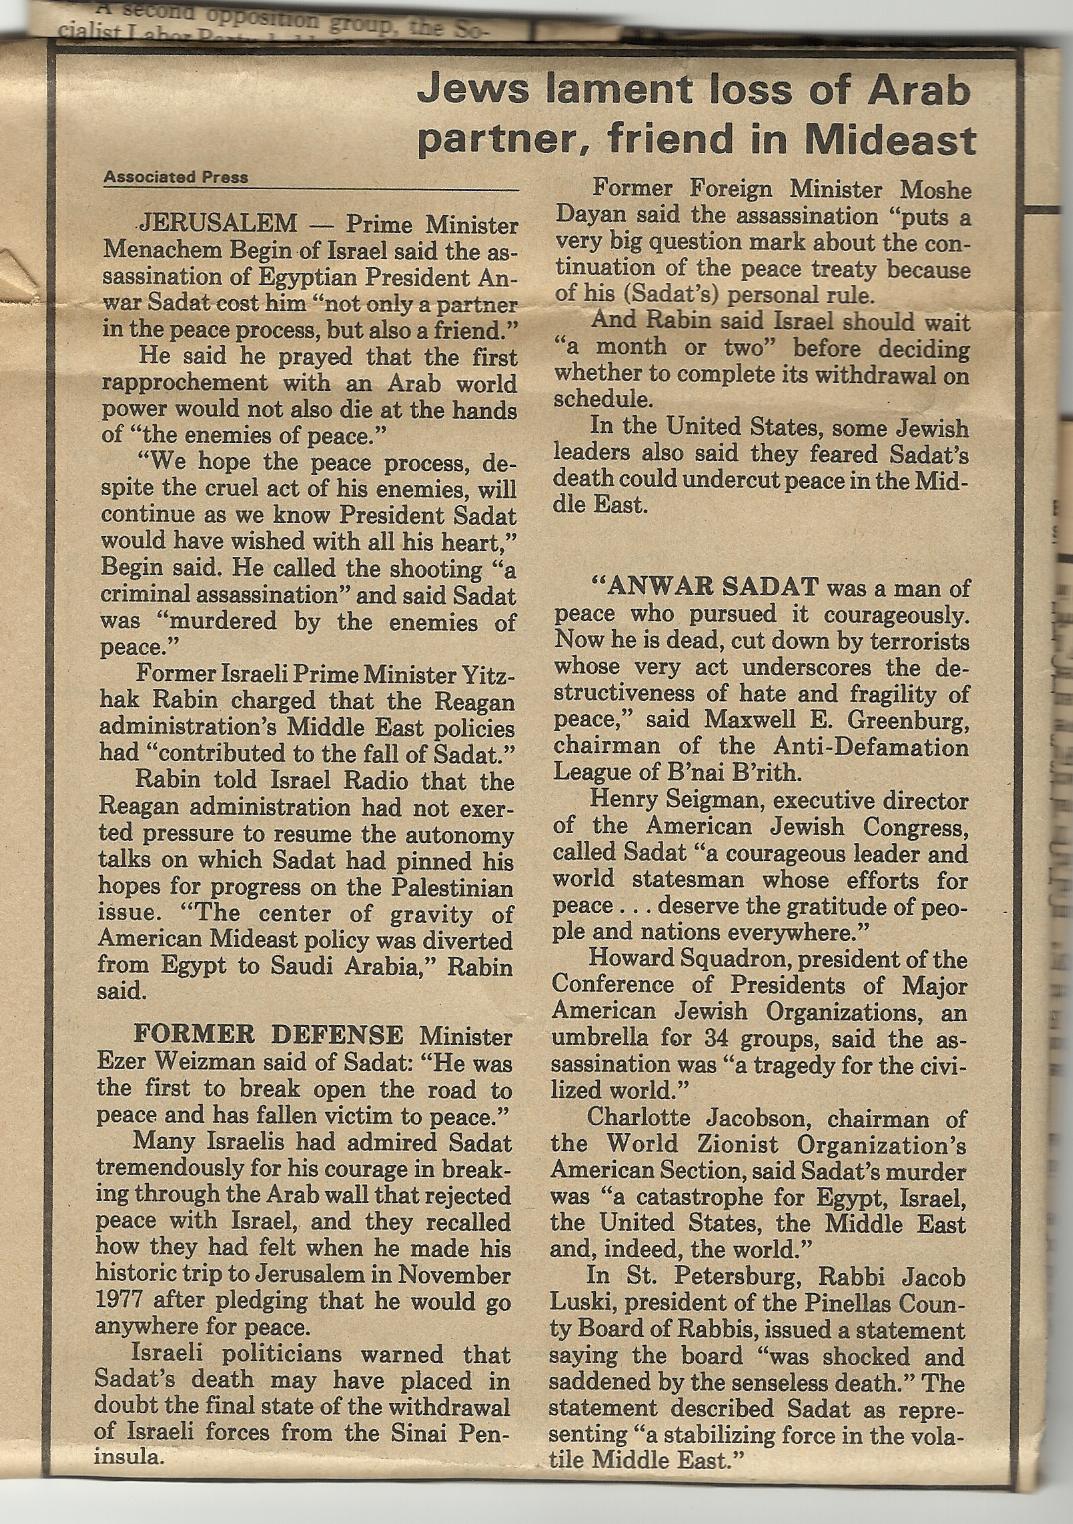 A second opposition group, the So-
cialist Labor Party
Jews lament loss of Arab
partner, friend in Mideast
Associated Press
JERUSALEM — Prime Minister
Menachem Begin of Israel said the as-
sassination of Egyptian President An-
war Sadat cost him “not only a partner
in the peace process, but also a friend.”
He said he prayed that the first
rapprochement with an Arab world
power would not also die at the hands
of “the enemies of peace.”
“We hope the peace process, de-
spite the cruel act of his enemies, will
continue as we know President Sadat
would have wished with all his heart,”
Begin said. He called the shooting “a
criminal assassination” and said Sadat
was “murdered by the enemies of
peace.”
Former Israeli Prime Minister Yitz-
hak Rabin charged that the Reagan
administration’s Middle East policies
had “contributed to the fall of Sadat.”
Rabin told Israel Radio that the
Reagan administration had not exer-
ted pressure to resume the autonomy
talks on which Sadat had pinned his
hopes for progress on the Palestinian
issue. “The center of gravity of
American Mideast policy was diverted
from Egypt to Saudi Arabia,” Rabin
said.
FORMER DEFENSE Minister
Ezer Weizman said of Sadat: “He was
the first to break open the road to
peace and has fallen victim to peace.”
Many Israelis had admired Sadat
tremendously for his courage in break-
ing through the Arab wall that rejected
peace with Israel, and they recalled
how they had felt when he made his
historic trip to Jerusalem in November
1977 after pledging that he would go
anywhere for peace.
Israeli politicians warned that
Sadat’s death may have placed in
doubt the final state of the withdrawal
of Israeli forces from the Sinai Pen-
insula.
Former Foreign Minister Moshe
Dayan said the assassination “puts a
very big question mark about the con-
tinuation of the peace treaty because
of his (Sadat’s) personal rule.
And Rabin said Israel should wait
“a month or two” before deciding
whether to complete its withdrawal on
schedule.
In the United States, some Jewish
leaders also said they feared Sadat’s
death could undercut peace in the Mid-
dle East.
“ANWAR SADAT was a man of
peace who pursued it courageously.
Now he is dead, cut down by terrorists
whose very act underscores the de-
structiveness of hate and fragility of
peace,” said Maxwell E. Greenburg,
chairman of the Anti-Defamation
League of B’nai B’rith.
Henry Seigman, executive director
of the American Jewish Congress,
called Sadat “a courageous leader and
world statesman whose efforts for
peace . . . deserve the gratitude of peo-
ple and nations everywhere.”
Howard Squadron, president of the
Conference of Presidents of Major
American Jewish Organizations, an
umbrella for 34 groups, said the as-
sassination was “a tragedy for the civi-
lized world.”
Charlotte Jacobson, chairman of
the World Zionist Organization’s
American Section, said Sadat’s murder
was “a catastrophe for Egypt, Israel,
the United States, the Middle East
and, indeed, the world.”
In St. Petersburg, Rabbi Jacob
Luski, president of the Pinellas Coun-
ty Board of Rabbis, issued a statement
saying the board “was shocked and
saddened by the senseless death.” The
statement described Sadat as repre-
senting “a stabilizing force in the vola-
tile Middle East.”